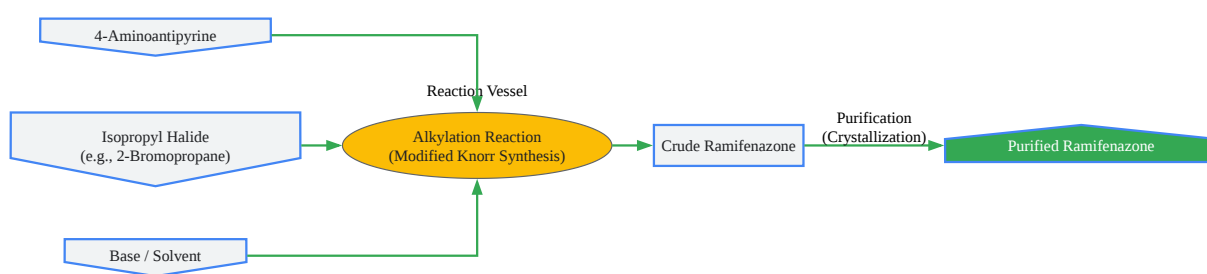 4-Aminoantipyrine
Reaction Vessel
Isopropyl Halide
(e.g., 2-Bromopropane)
Alkylation Reaction
(Modified Knorr Synthesis)
Crude Ramifenazone
Purification
(Crystallization)
Purified Ramifenazone
Base / Solvent